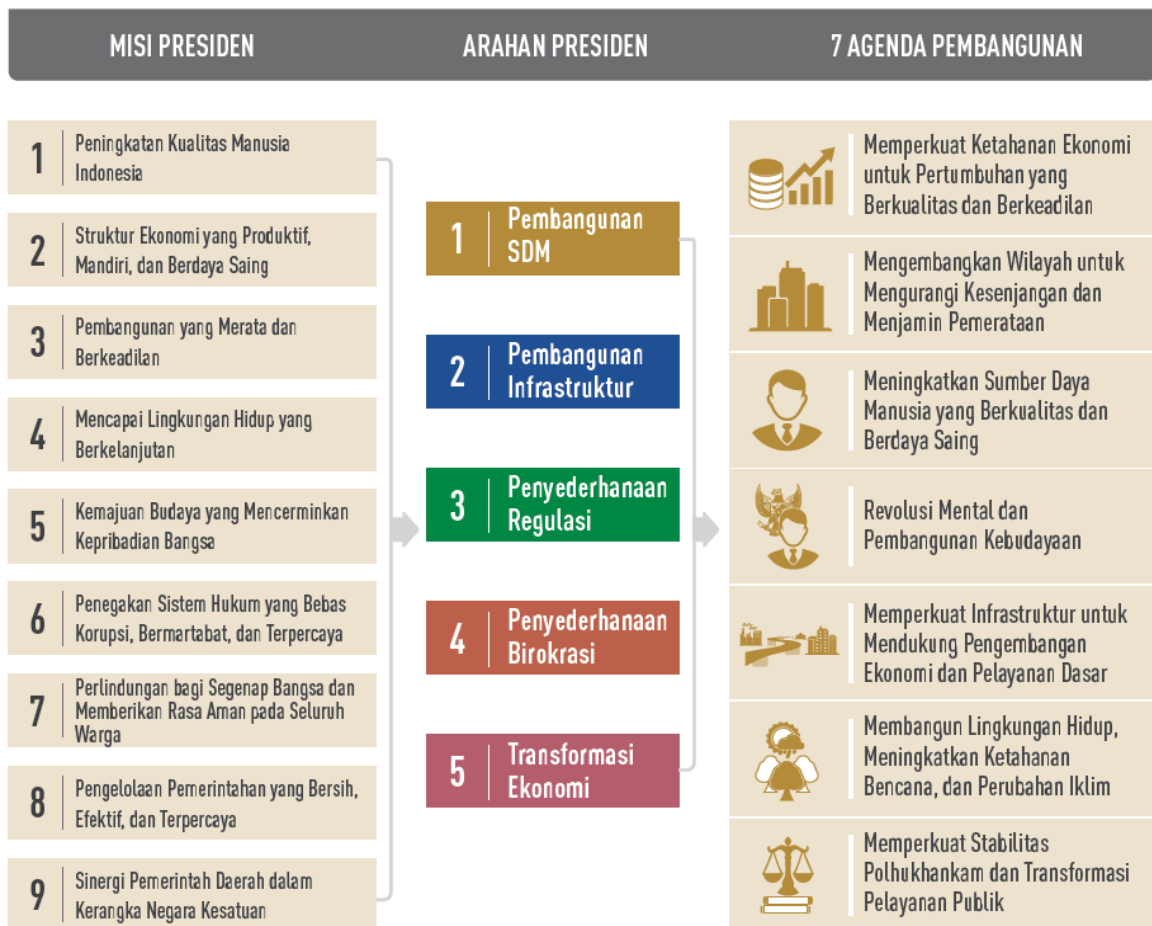 MISI PRESIDEN
ARAHAN PRESIDEN
7 AGENDA PEMBANGUNAN
1
Peningkatan Kualitas Manusia
Indonesia
2
Struktur Ekonomi yang Produktif,
Mandiri, dan Berdaya Saing
3
Pembangunan yang Merata dan
Berkeadilan
4
Mencapai Lingkungan Hidup yang
Berkelanjutan
5
Kemajuan Budaya yang Mencerminkan
Kepribadian Bangsa
6
Penegakan Sistem Hukum yang Bebas
Korupsi, Bermartabat, dan Terpercaya
7
Perlindungan bagi Segenap Bangsa dan
Memberikan Rasa Aman pada Seluruh
Warga
8
Pengelolaan Pemerintahan yang Bersih,
Efektif, dan Terpercaya
9
Sinergi Pemerintah Daerah dalam
Kerangka Negara Kesatuan
1
Pembangunan
SDM
2
Pembangunan
Infrastruktur
3
Penyederhanaan
Regulasi
4
Penyederhanaan
Birokrasi
5
Transformasi
Ekonomi
Memperkuat Ketahanan Ekonomi
untuk Pertumbuhan yang
Berkualitas dan Berkeadilan
Mengembangkan Wilayah untuk
Mengurangi Kesenjangan dan
Menjamin Pemerataan
Meningkatkan Sumber Daya
Manusia yang Berkualitas dan
Berdaya Saing
Revolusi Mental dan
Pembangunan Kebudayaan
Memperkuat Infrastruktur untuk
Mendukung Pengembangan
Ekonomi dan Pelayanan Dasar
Membangun Lingkungan Hidup,
Meningkatkan Ketahanan
Bencana, dan Perubahan Iklim
Memperkuat Stabilitas
Polhukhankam dan Transformasi
Pelayanan Publik